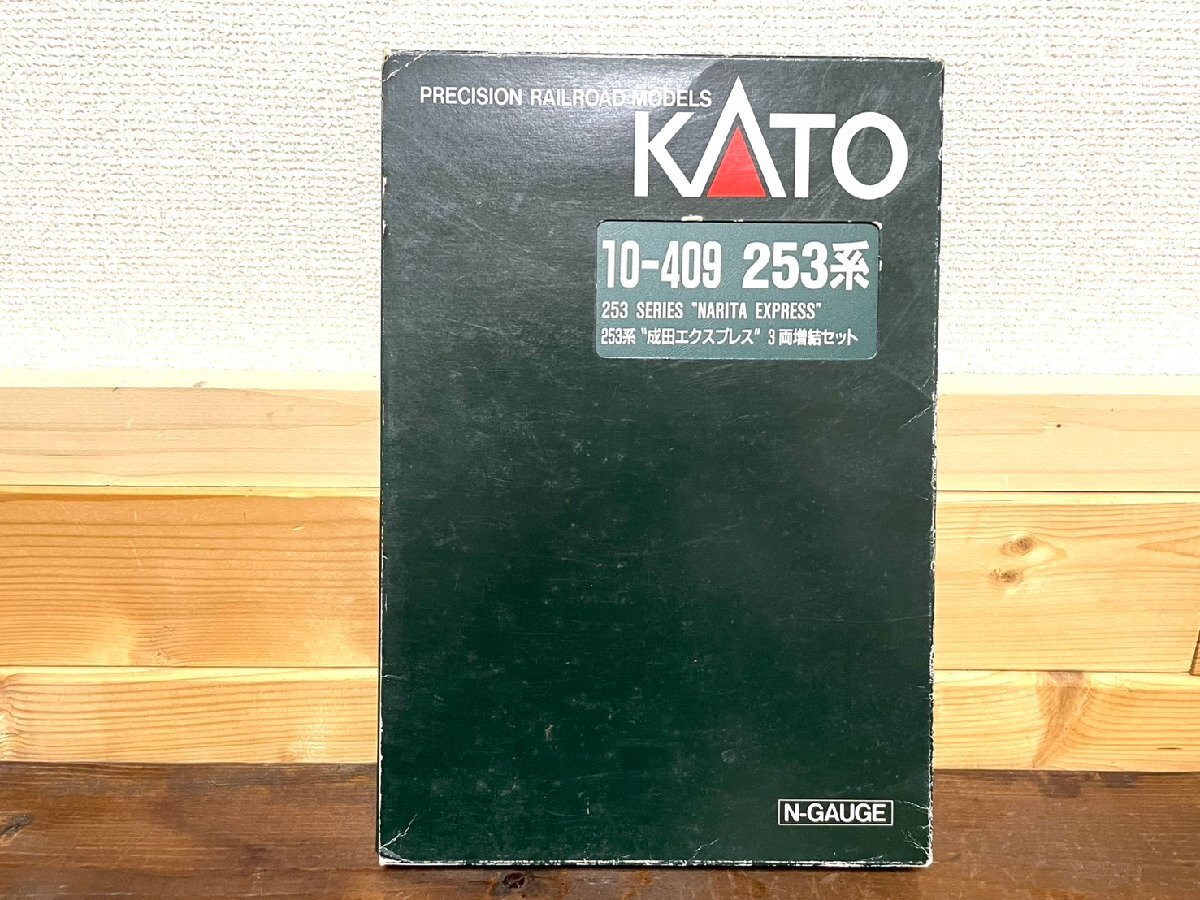 PRECISION RAILROAD MODELS
KATO
10-409 253系
253 SERIES "NARITA EXPRESS"
253系 "成田エクスプレス" 3両増結セット
N-GAUGE